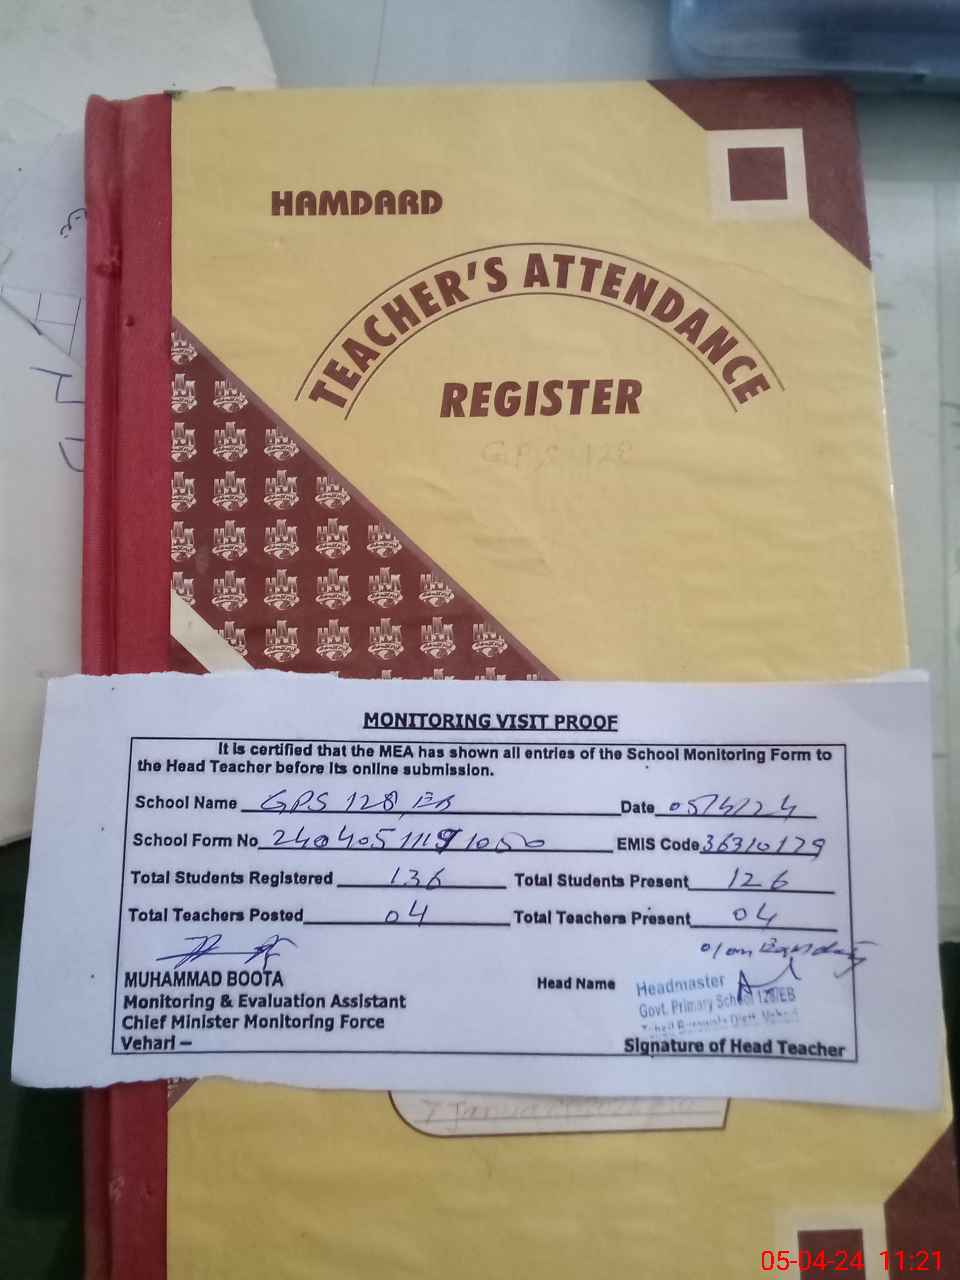 HAMDARD
TEACHER'S ATTENDANCE
REGISTER
G.P.S 128
MONITORING VISIT PROOF
It is certified that the MEA has shown all entries of the School Monitoring Form to
the Head Teacher before its online submission.
School Name GPS 128/EB Date 05/4/24
School Form No EMIS Code 36310179
Total Students Registered 136 Total Students Present 126
Total Teachers Posted 04 Total Teachers Present 04
MUHAMMAD BOOTA
Head Name
Monitoring & Evaluation Assistant
Chief Minister Monitoring Force
Vehari –
Headmaster
Govt. Primary School 128/EB
Signature of Head Teacher
05-04-24 11:21